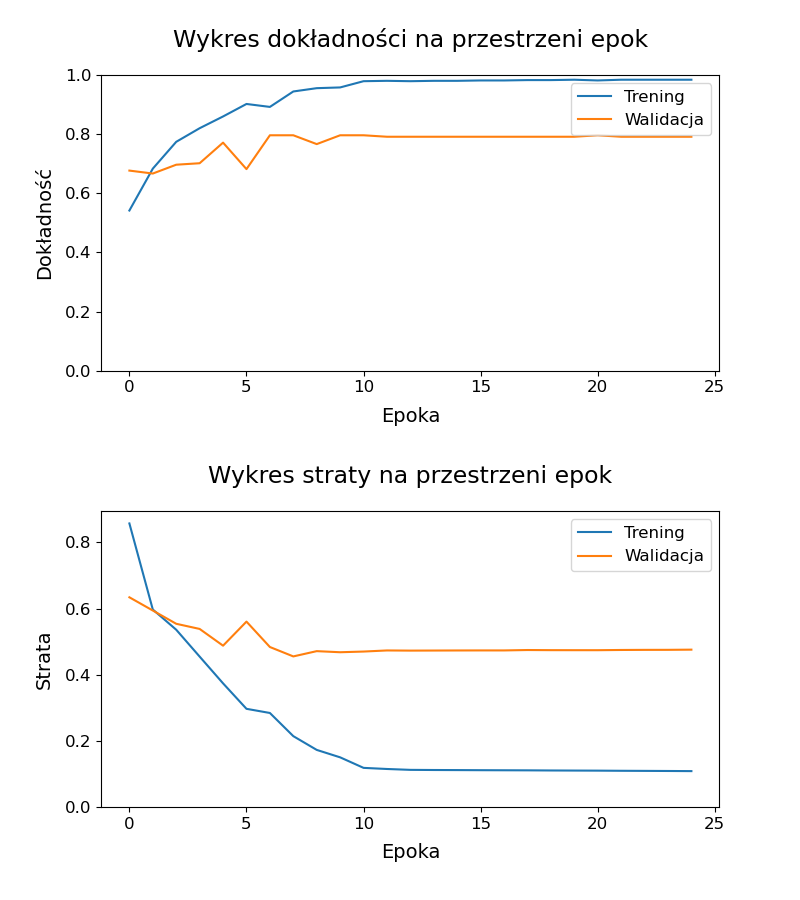 Wykres dokładności na przestrzeni epok
1.0
0.8
0.6
0.4
0.2
0.0
Dokładność
Trening
Walidacja
0 5 10 15 20 25
Epoka
Wykres straty na przestrzeni epok
0.8
0.6
0.4
0.2
0.0
Strata
Trening
Walidacja
0 5 10 15 20 25
Epoka